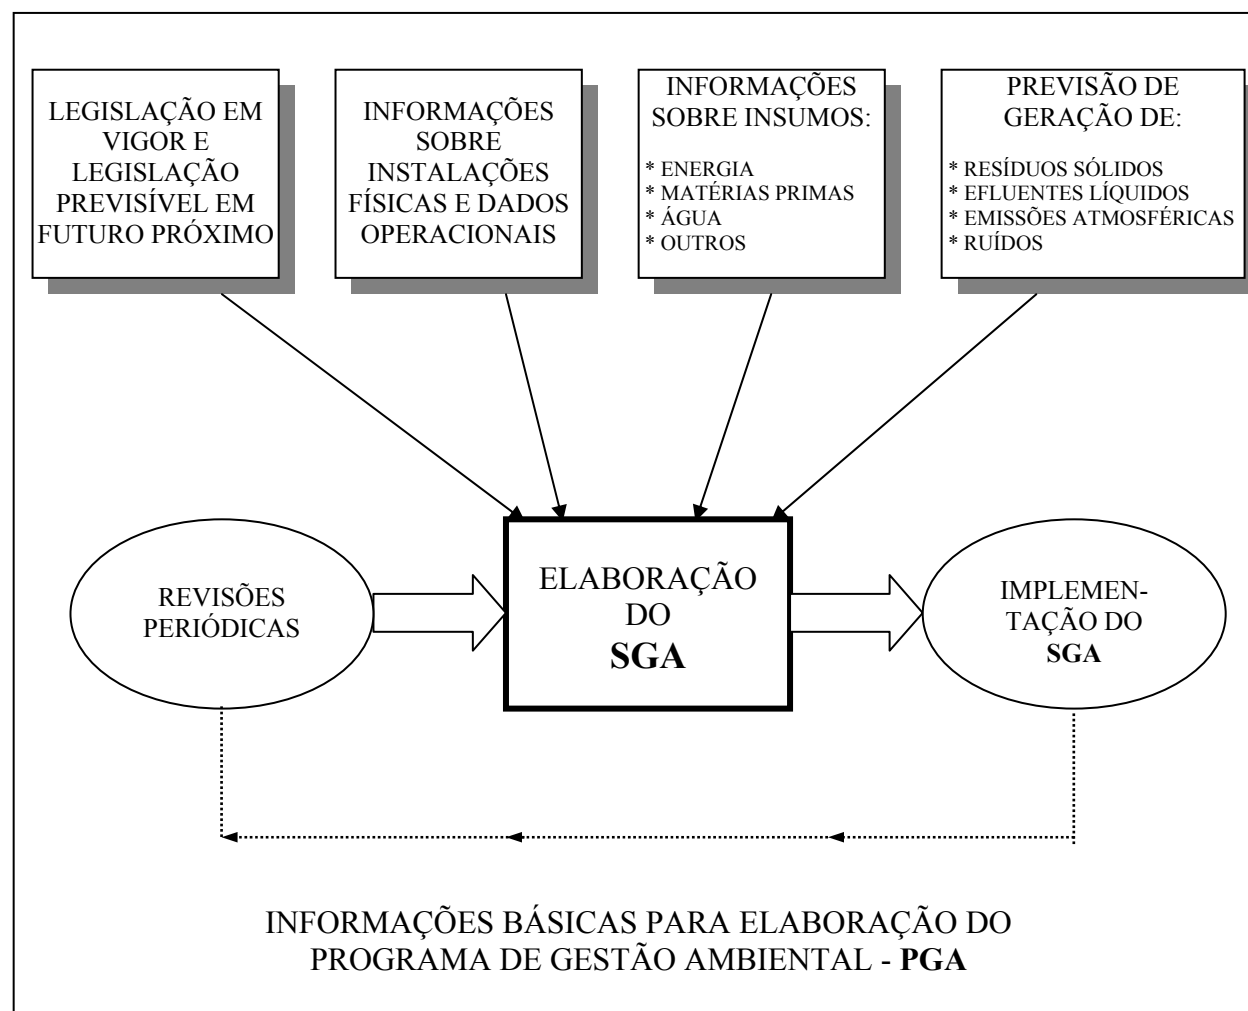 LEGISLAÇÃO EM
VIGOR E
LEGISLAÇÃO
PREVISÍVEL EM
FUTURO PRÓXIMO
INFORMAÇÕES
SOBRE
INSTALAÇÕES
FÍSICAS E DADOS
OPERACIONAIS
INFORMAÇÕES
SOBRE INSUMOS:
* ENERGIA
* MATÉRIAS PRIMAS
* ÁGUA
* OUTROS
PREVISÃO DE
GERAÇÃO DE:
* RESÍDUOS SÓLIDOS
* EFLUENTES LÍQUIDOS
* EMISSÕES ATMOSFÉRICAS
* RUÍDOS
REVISÕES
PERIÓDICAS
ELABORAÇÃO
DO
SGA
IMPLEMEN-
TAÇÃO DO
SGA
INFORMAÇÕES BÁSICAS PARA ELABORAÇÃO DO
PROGRAMA DE GESTÃO AMBIENTAL - PGA